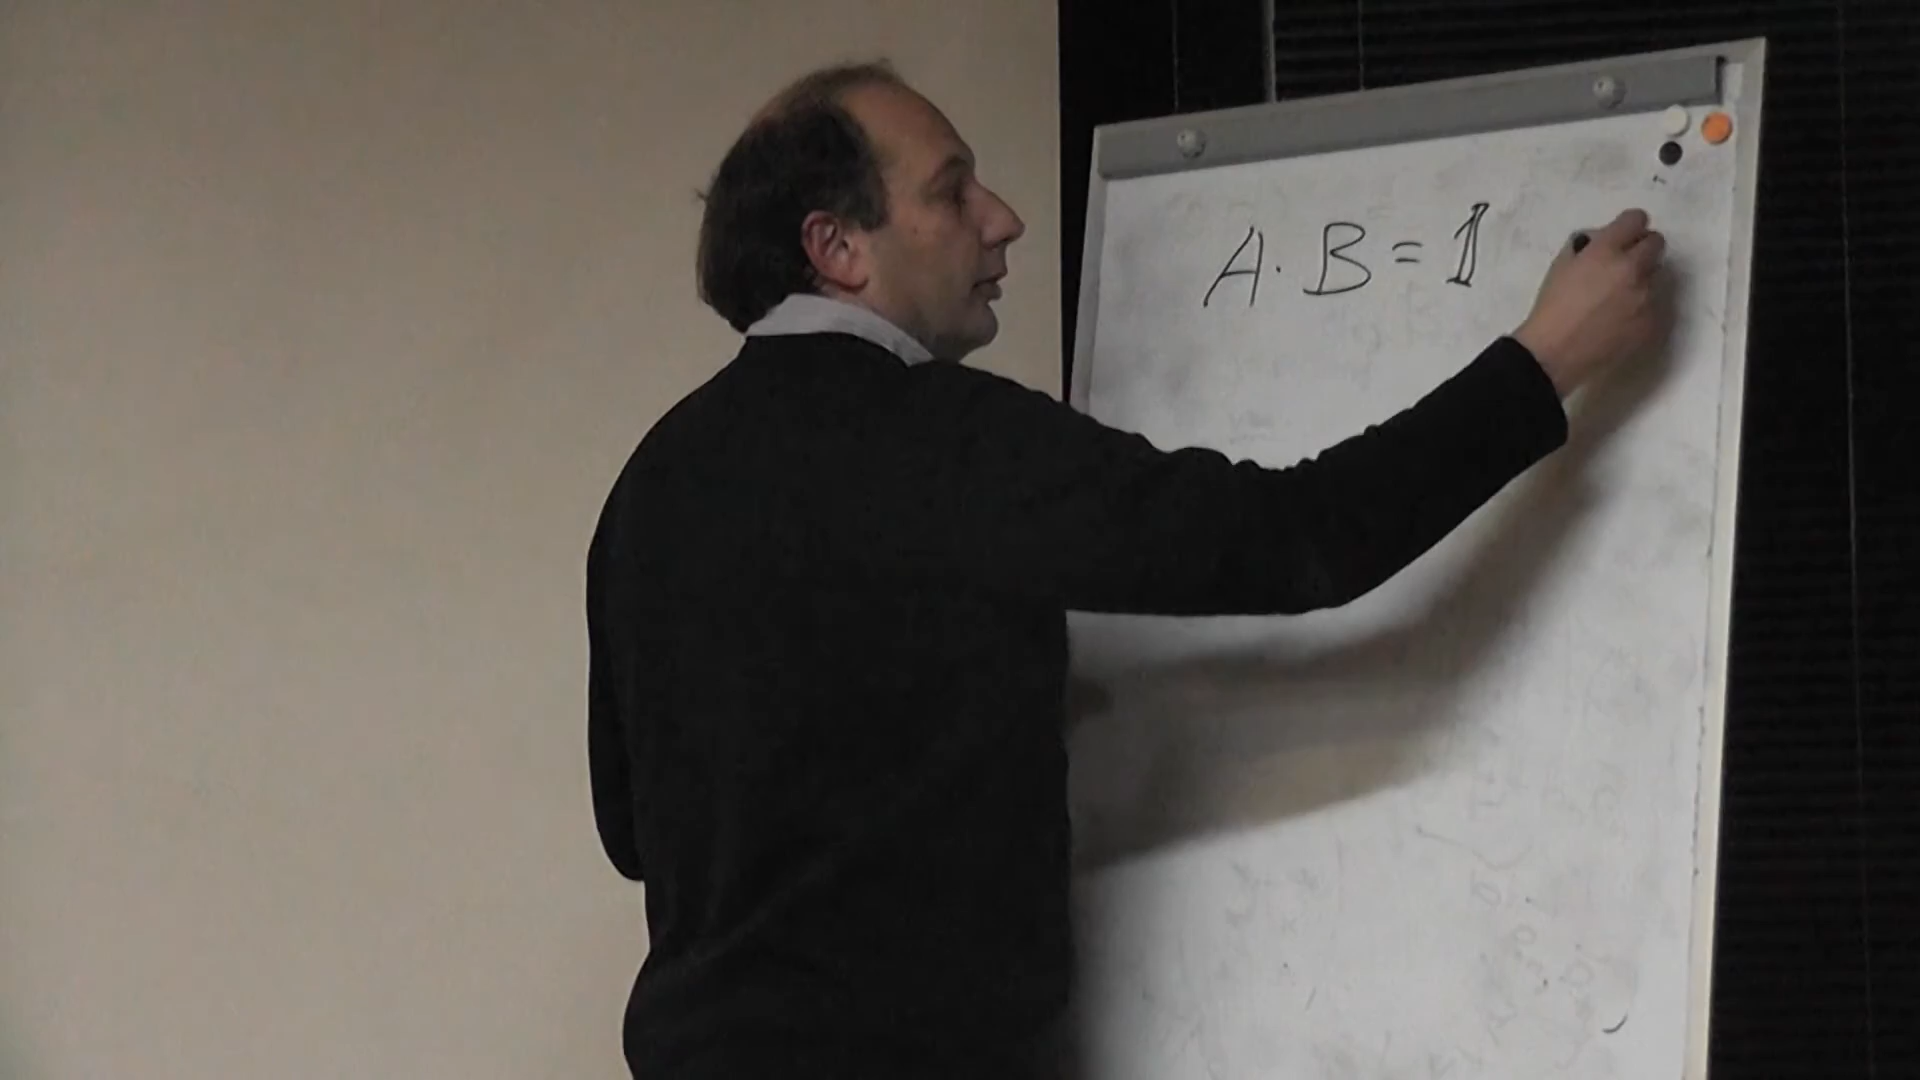 A · B = 𝟙